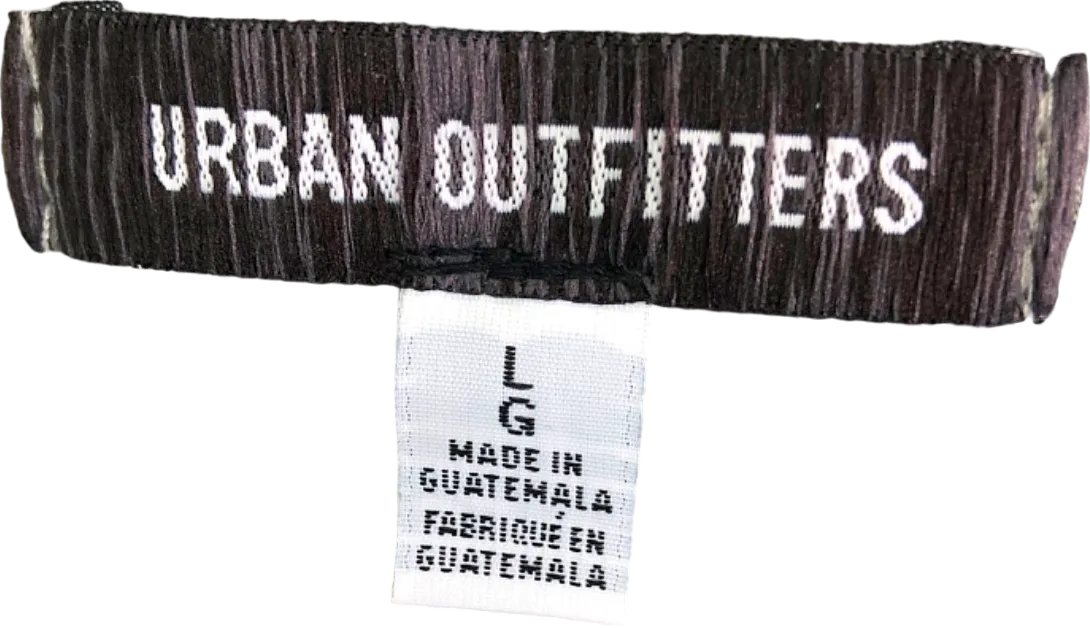 URBAN OUTFITTERS
L
G
MADE IN
GUATEMALA
FABRIQUÉ EN
GUATEMALA